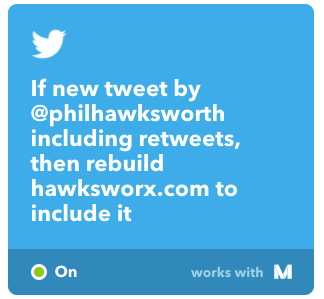 If new tweet by
@philhawksworth
including retweets,
then rebuild
hawksworx.com to
include it
On
works with M